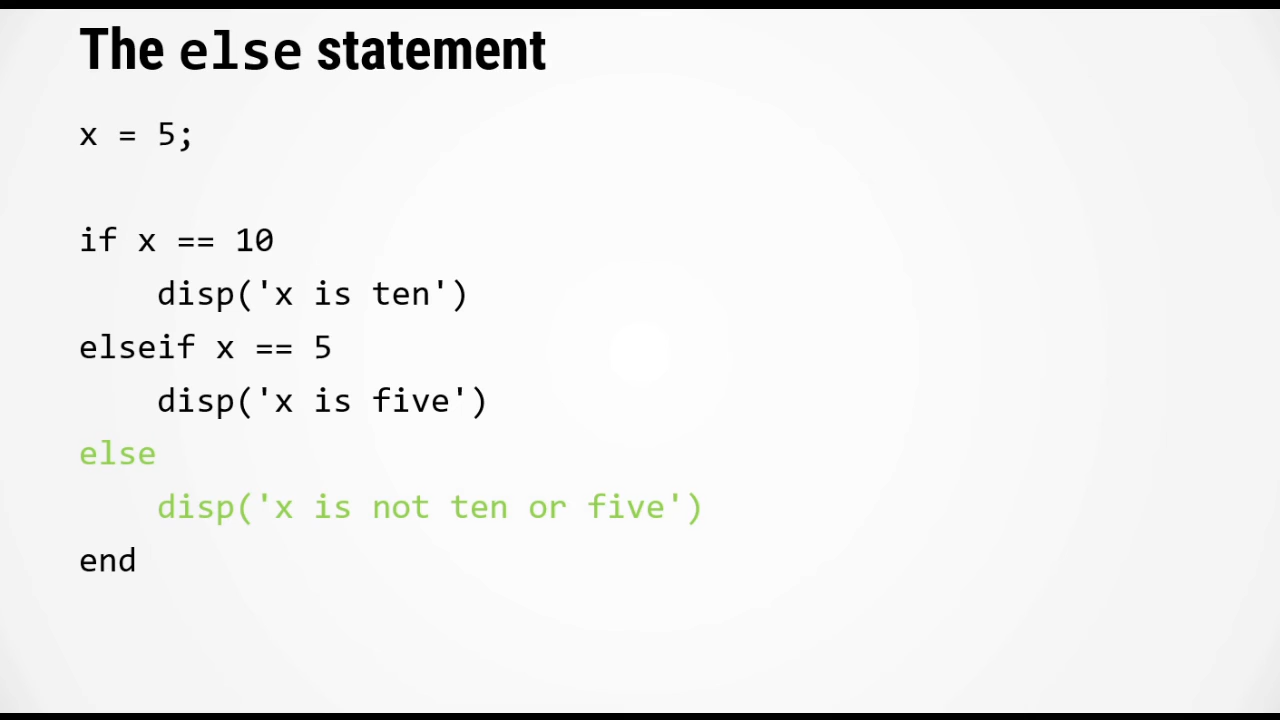 The else statement
x = 5;
if x == 10
    disp('x is ten')
elseif x == 5
    disp('x is five')
else
    disp('x is not ten or five')
end